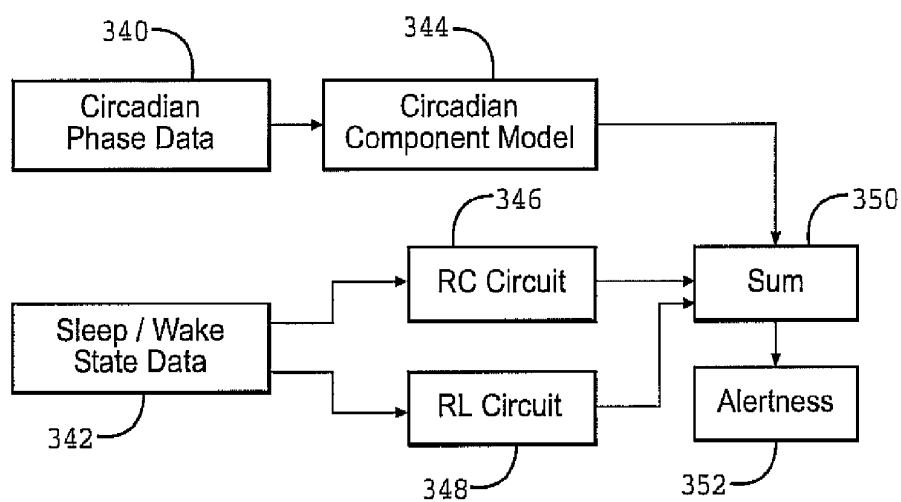 340
344
Circadian
Phase Data
Circadian
Component Model
346
350
RC Circuit
Sum
Sleep / Wake
State Data
RL Circuit
Alertness
342
348
352